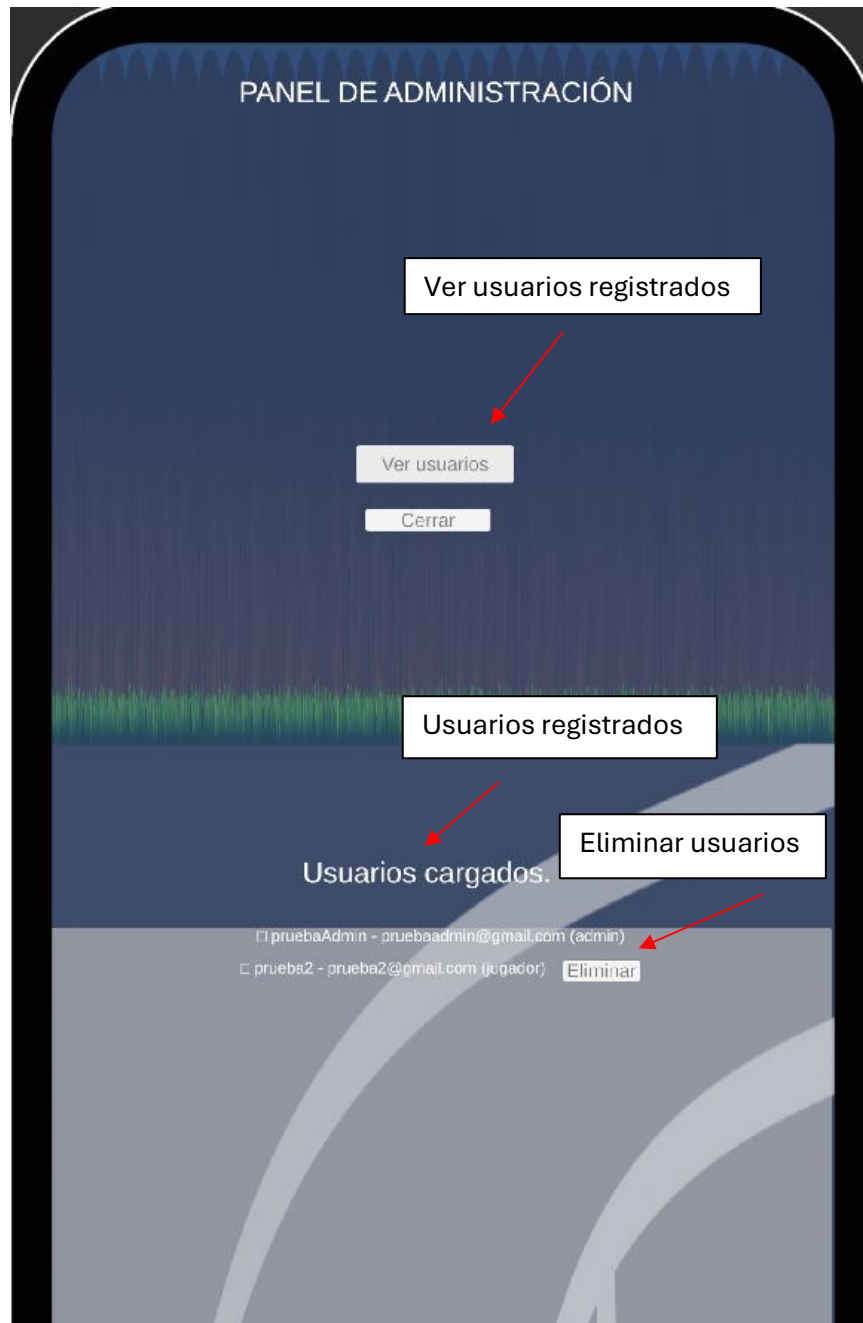 PANEL DE ADMINISTRACIÓN
Ver usuarios registrados
Ver usuarios
Cerrar
Usuarios registrados
Eliminar usuarios
Usuarios cargados.
□ pruebaAdmin - pruebaadmin@gmail.com (admin)
□ prueba2 - prueba2@gmail.com (jugador) Eliminar